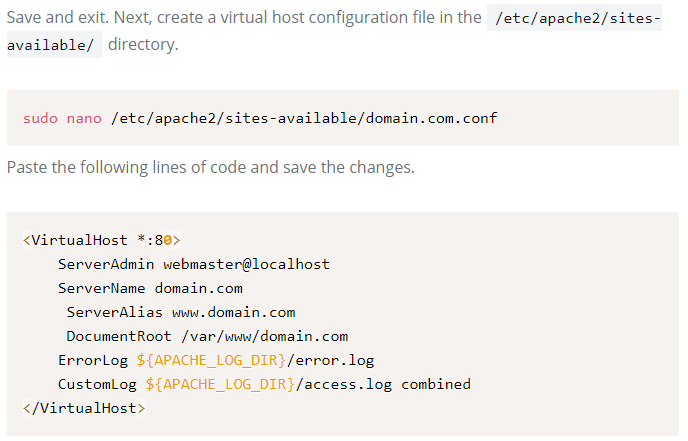 Save and exit. Next, create a virtual host configuration file in the /etc/apache2/sites-
available/ directory.
sudo nano /etc/apache2/sites-available/domain.com.conf
Paste the following lines of code and save the changes.
<VirtualHost *:80>
    ServerAdmin webmaster@localhost
    ServerName domain.com
     ServerAlias www.domain.com
     DocumentRoot /var/www/domain.com
    ErrorLog ${APACHE_LOG_DIR}/error.log
    CustomLog ${APACHE_LOG_DIR}/access.log combined
</VirtualHost>